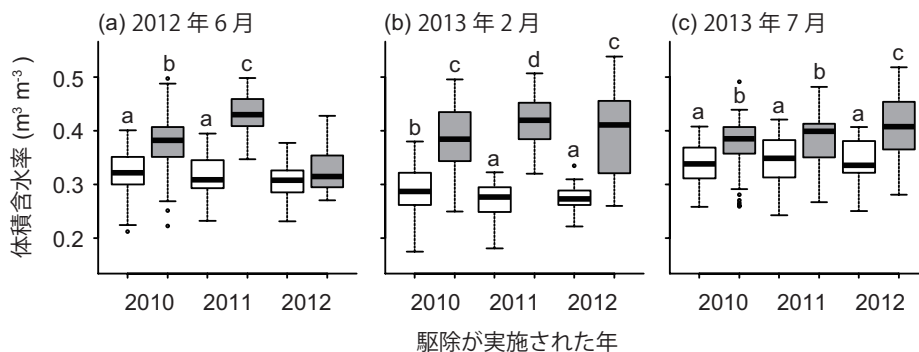 (a) 2012 年 6 月
(b) 2013 年 2 月
(c) 2013 年 7 月
体積含水率 (m³ m⁻³)
0.5
0.4
0.3
0.2
a b a c
b c a d a c
a b a b a c
2010 2011 2012
2010 2011 2012
2010 2011 2012
駆除が実施された年